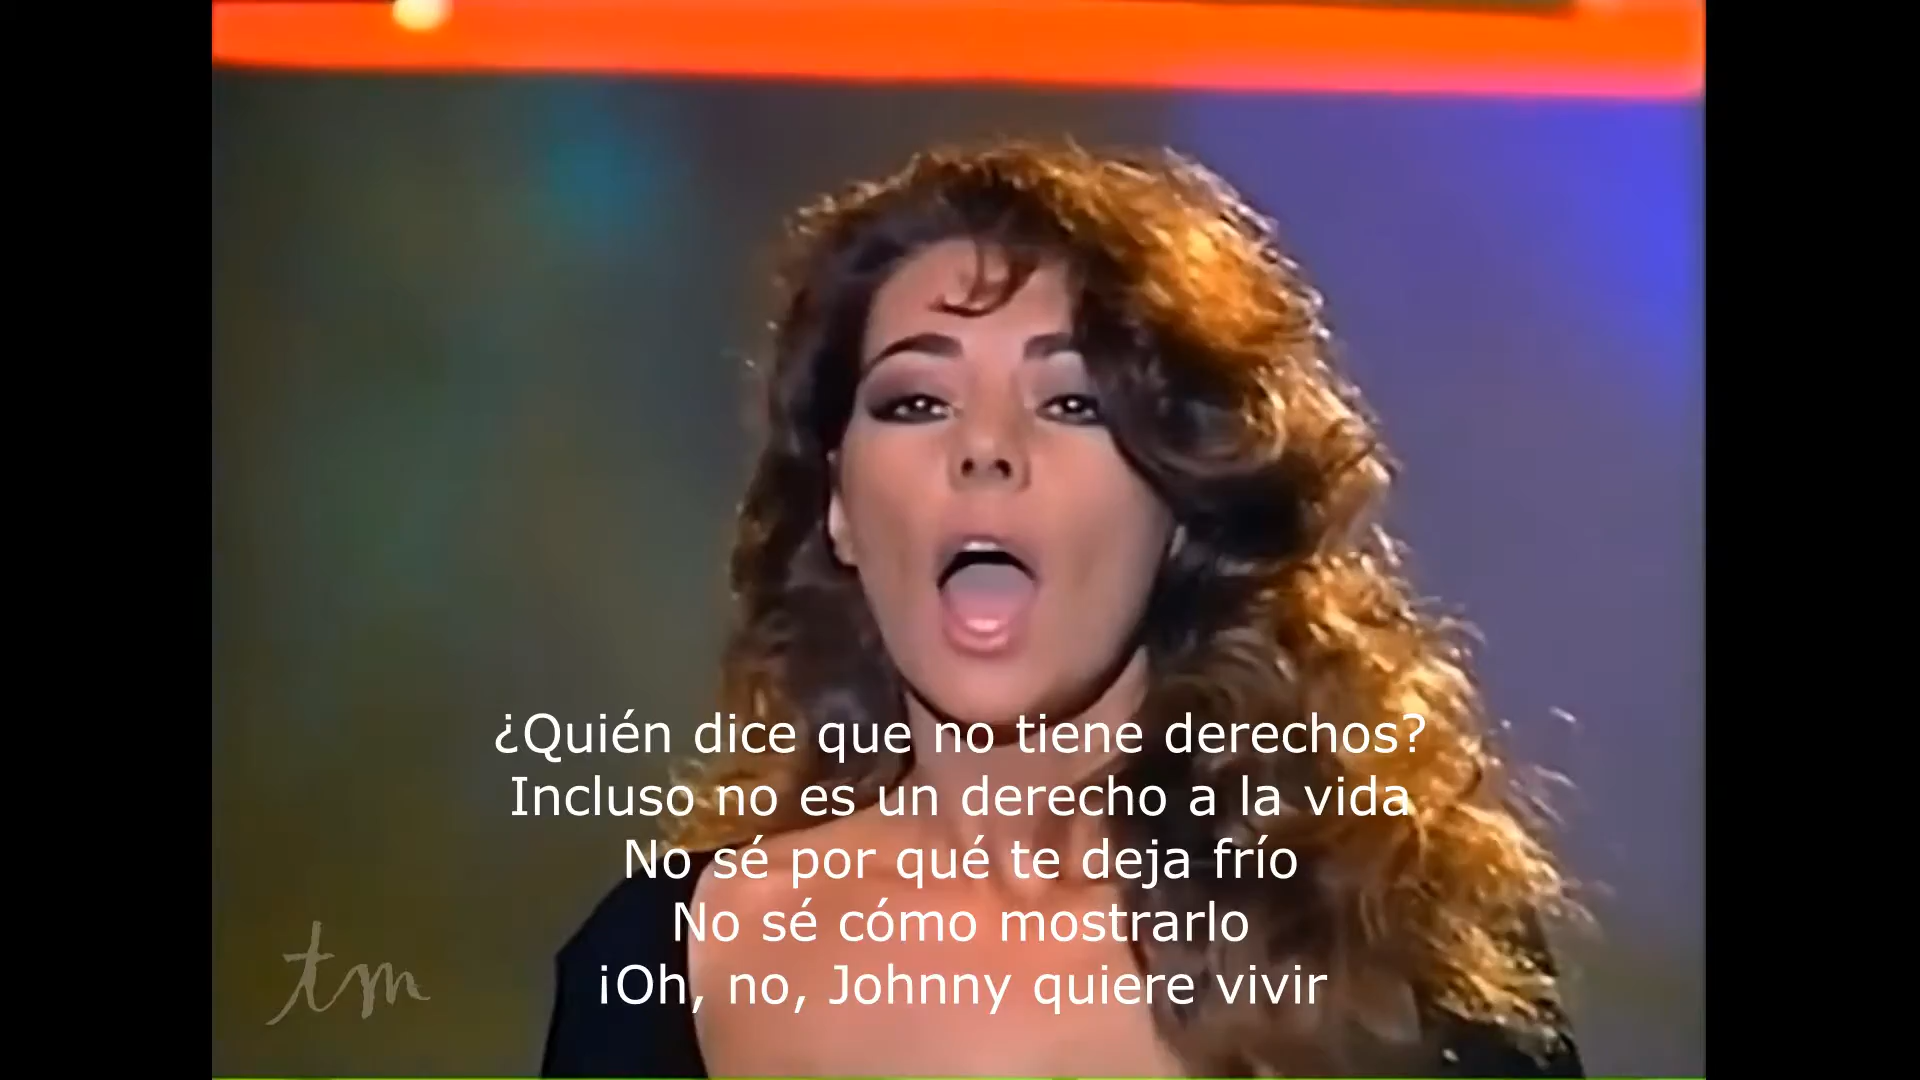 ¿Quién dice que no tiene derechos?
Incluso no es un derecho a la vida
No sé por qué te deja frío
No sé cómo mostrarlo
¡Oh, no, Johnny quiere vivir
tm